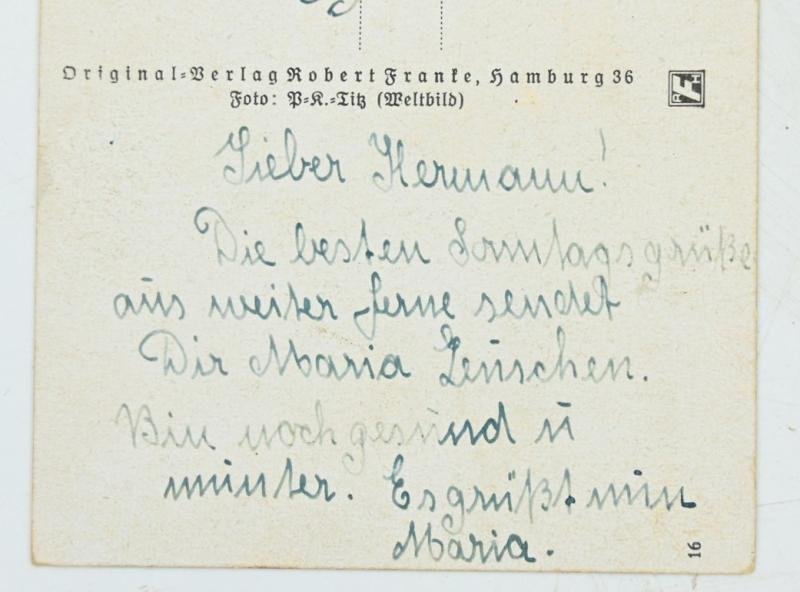 Original-Verlag Robert Franke, Hamburg 36
Foto: P-K.-Titz (Weltbild)
Lieber Hermann!
Die besten Sonntagsgrüße
aus weiter Ferne sendet
Dir Maria Leuschen.
Bin noch gesund u
munter. Es grüßt nun
Maria.
16